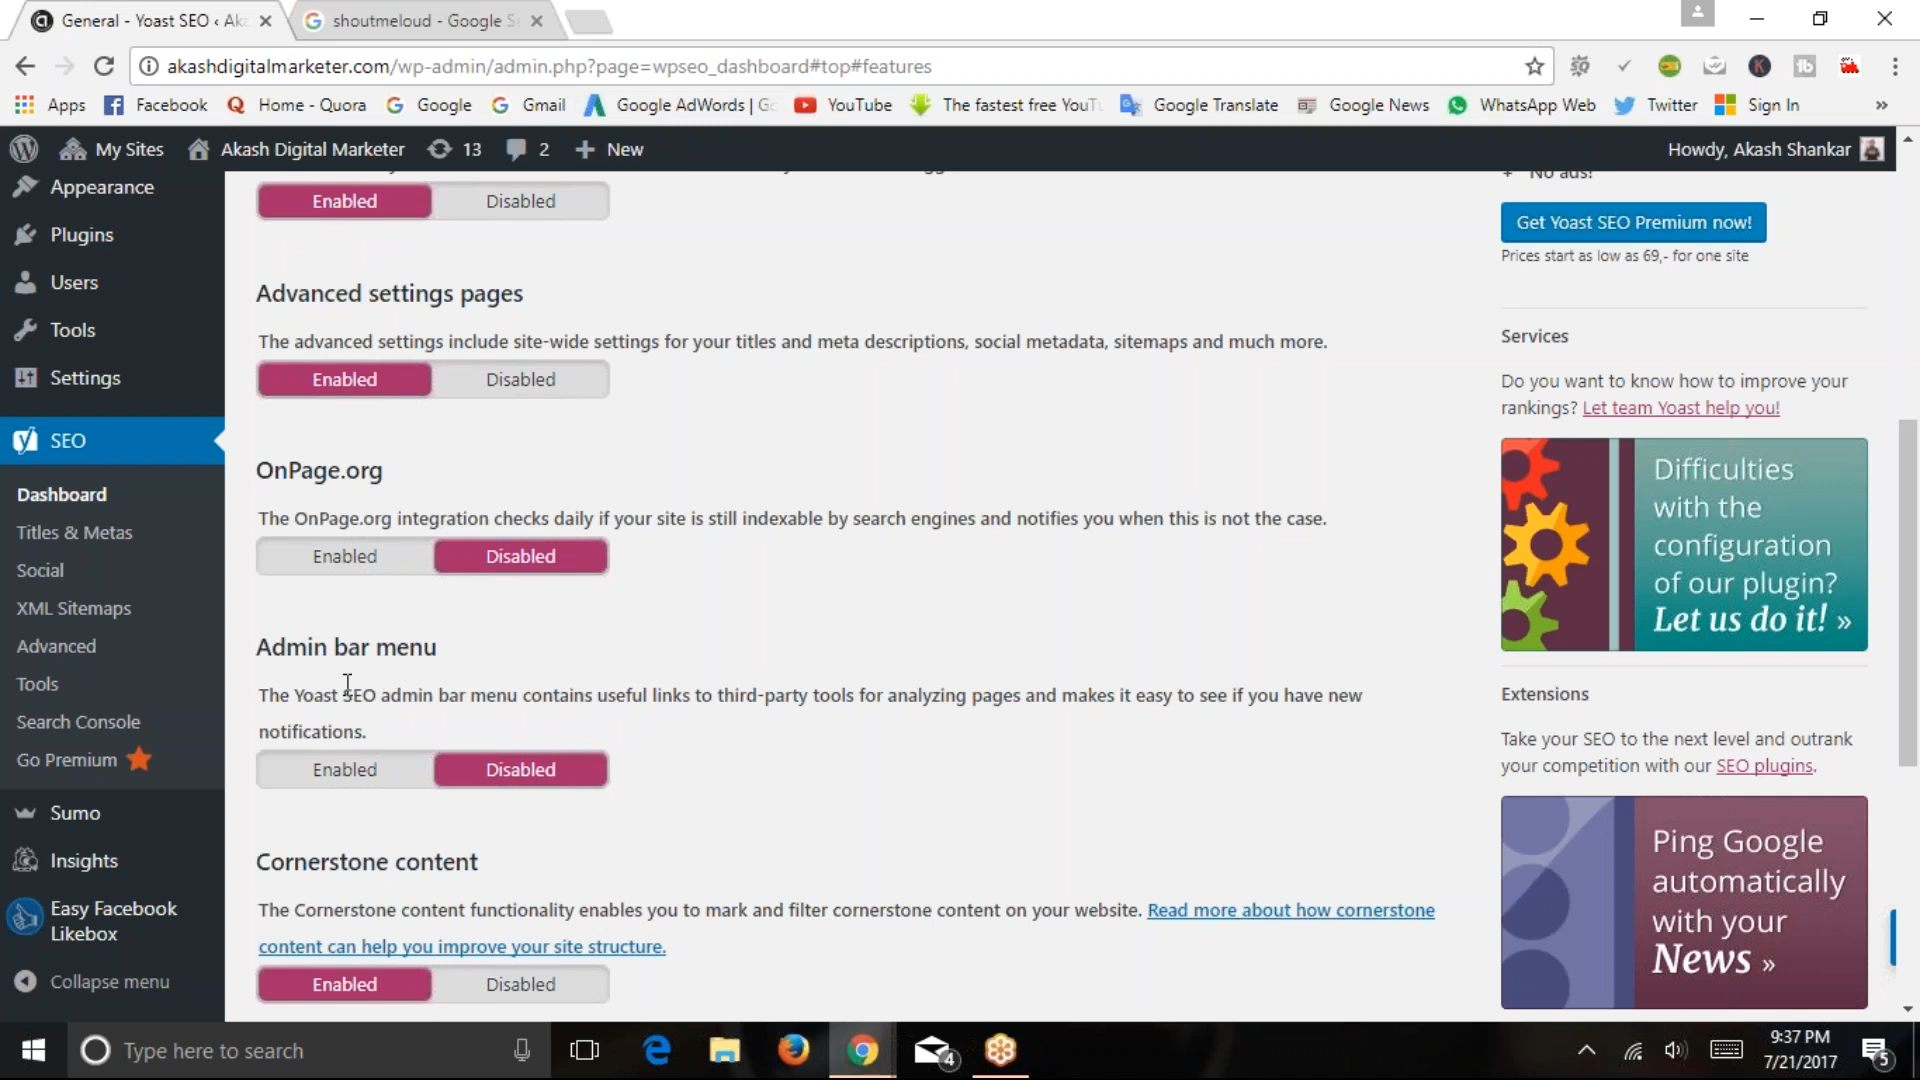 General - Yoast SEO ‹ Aka
shoutmeloud - Google S
akashdigitalmarketer.com/wp-admin/admin.php?page=wpseo_dashboard#top#features
Apps
Facebook
Home - Quora
Google
Gmail
Google AdWords | Go
YouTube
The fastest free YouT
Google Translate
Google News
WhatsApp Web
Twitter
Sign In
»
My Sites
Akash Digital Marketer
13
2
+ New
Howdy, Akash Shankar
Appearance
Plugins
Users
Tools
Settings
SEO
Dashboard
Titles & Metas
Social
XML Sitemaps
Advanced
Tools
Search Console
Go Premium
Sumo
Insights
Easy Facebook
Likebox
Collapse menu
Enabled Disabled
Advanced settings pages
The advanced settings include site-wide settings for your titles and meta descriptions, social metadata, sitemaps and much more.
Enabled Disabled
OnPage.org
The OnPage.org integration checks daily if your site is still indexable by search engines and notifies you when this is not the case.
Enabled Disabled
Admin bar menu
The Yoast SEO admin bar menu contains useful links to third-party tools for analyzing pages and makes it easy to see if you have new
notifications.
Enabled Disabled
Cornerstone content
The Cornerstone content functionality enables you to mark and filter cornerstone content on your website. Read more about how cornerstone
content can help you improve your site structure.
Enabled Disabled
+ No ads!
Get Yoast SEO Premium now!
Prices start as low as 69,- for one site
Services
Do you want to know how to improve your
rankings? Let team Yoast help you!
Difficulties
with the
configuration
of our plugin?
Let us do it! »
Extensions
Take your SEO to the next level and outrank
your competition with our SEO plugins.
Ping Google
automatically
with your
News »
Type here to search
4
9:37 PM
7/21/2017
5